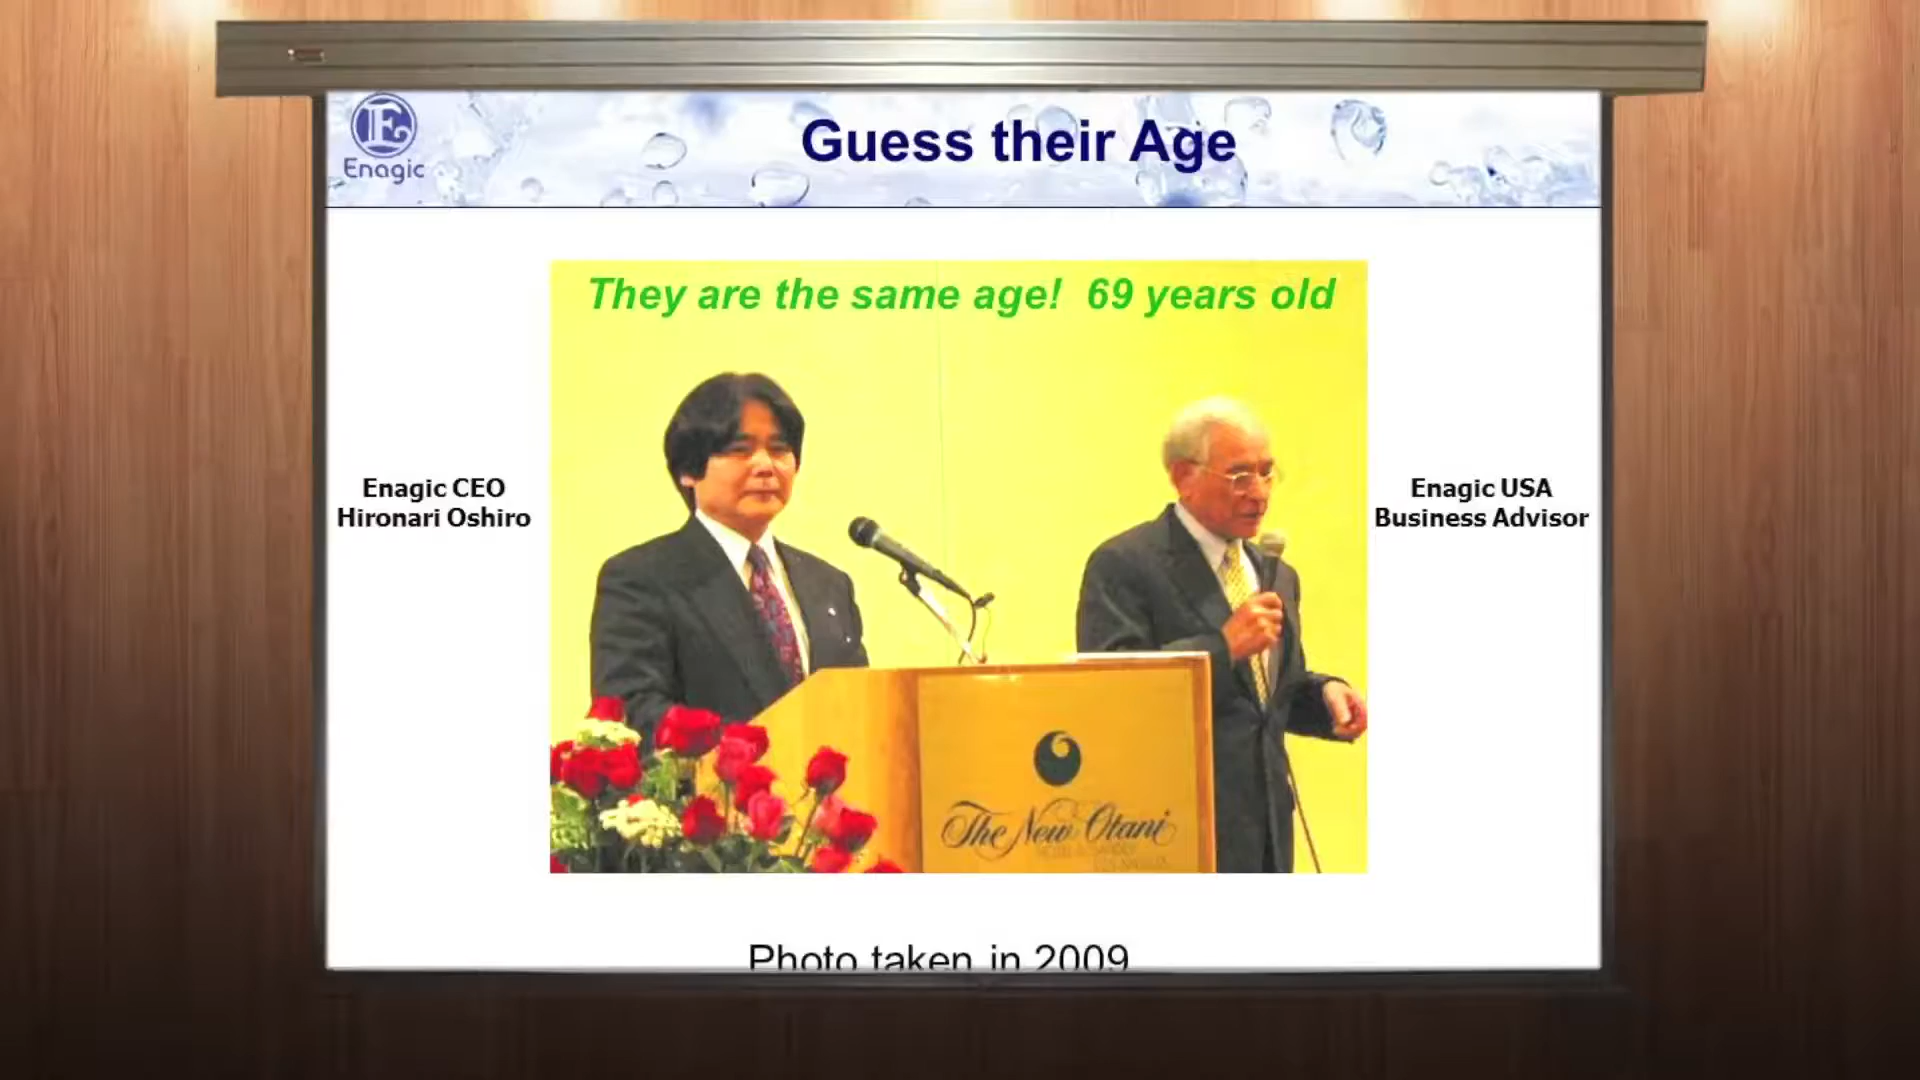 Enagic
Guess their Age
They are the same age! 69 years old
Enagic CEO
Hironari Oshiro
Enagic USA
Business Advisor
The New Otani
Photo taken in 2009